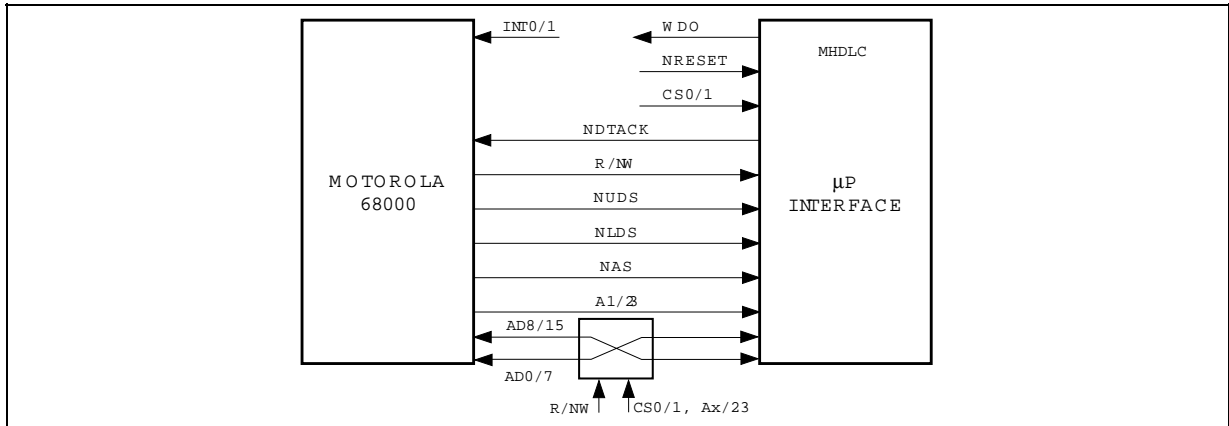 INT0/1
WDO
MHDLC
NRESET
CS0/1
NDTACK
R/NW
MOTOROLA
68000
µP
INTERFACE
NUDS
NLDS
NAS
A1/23
AD8/15
AD0/7
R/NW
CS0/1, Ax/23